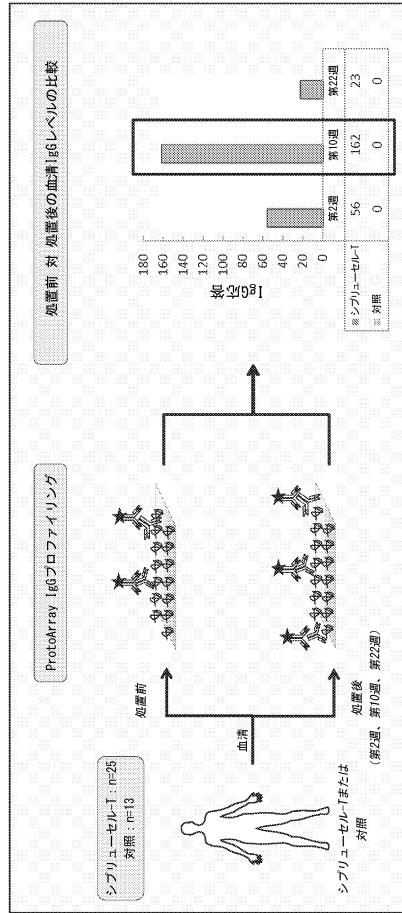 シプリューセル-T：n=25
対照：n=13
シプリューセル-Tまたは
対照
血清
処置前
処置後
(第2週、第10週、第22週)
ProtoArray IgGプロファイリング
処置前 対 処置後の血清IgGレベルの比較
IgG応答
180
160
140
120
100
80
60
40
20
0
第2週 第10週 第22週
※ シプリューセル-T 56 162 23
※ 対照 0 0 0